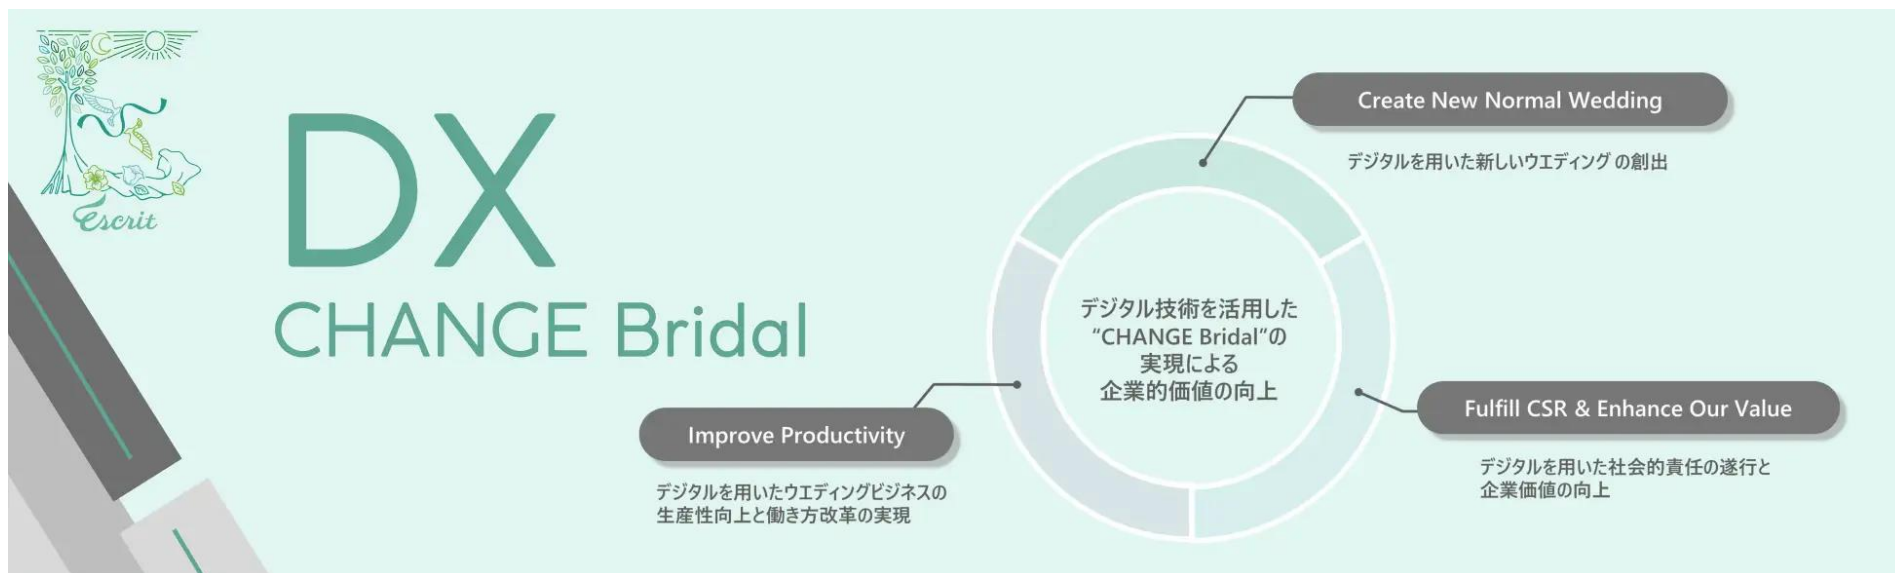 Escrit
DX
CHANGE Bridal
Create New Normal Wedding
デジタルを用いた新しいウエディングの創出
デジタル技術を活用した
“CHANGE Bridal”の
実現による
企業的価値の向上
Improve Productivity
デジタルを用いたウエディングビジネスの
生産性向上と働き方改革の実現
Fulfill CSR & Enhance Our Value
デジタルを用いた社会的責任の遂行と
企業価値の向上